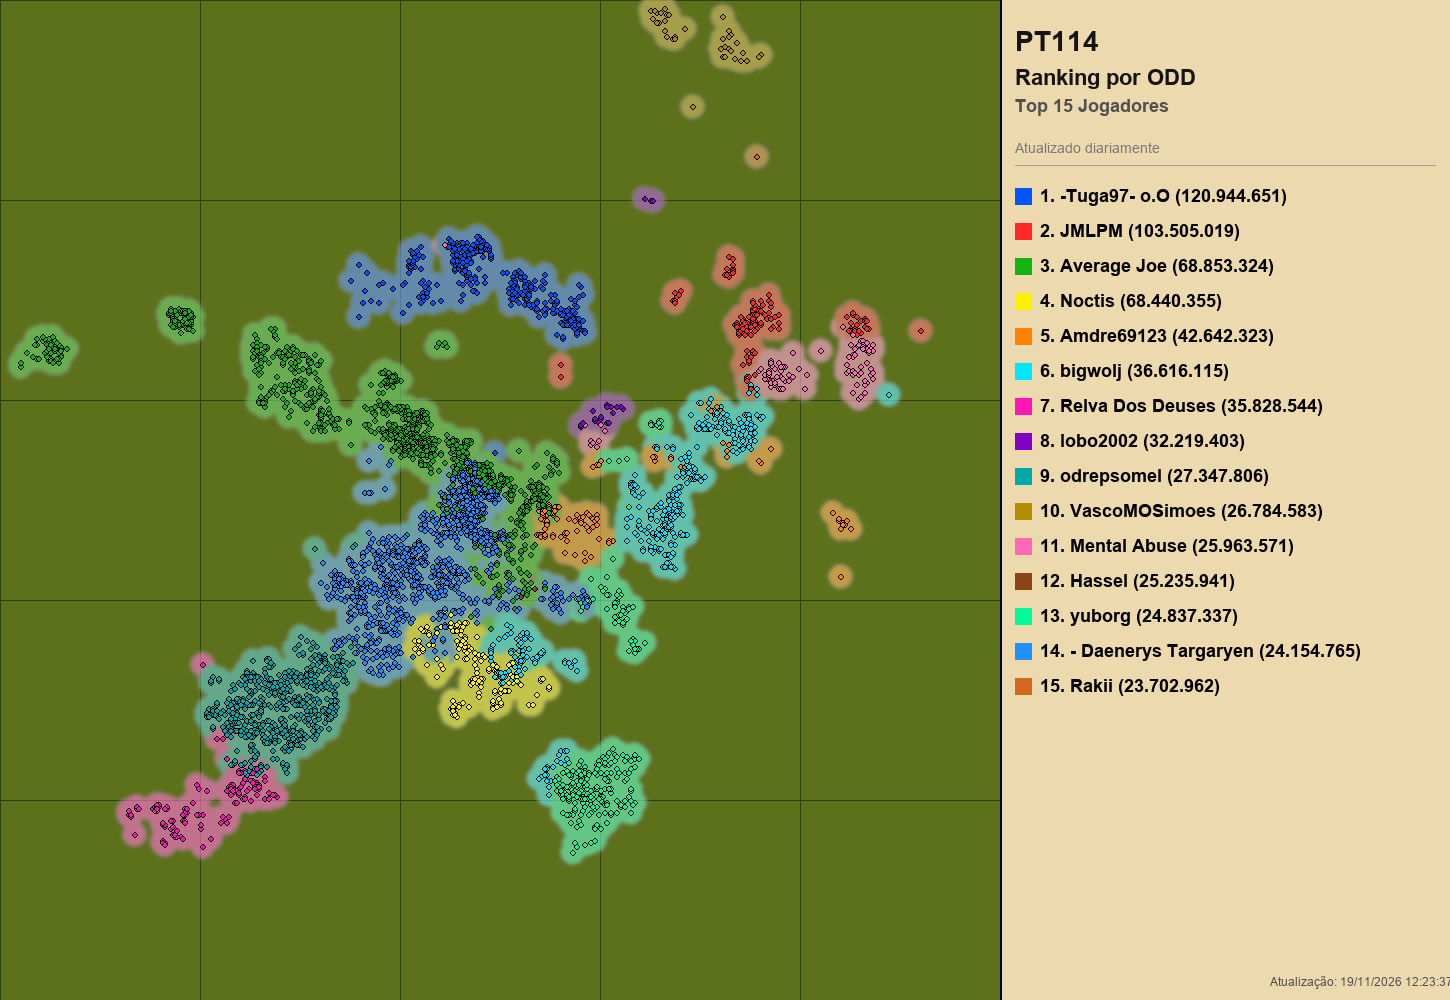 PT114
Ranking por ODD
Top 15 Jogadores
Atualizado diariamente
1. -Tuga97- o.O (120.944.651)
2. JMLPM (103.505.019)
3. Average Joe (68.853.324)
4. Noctis (68.440.355)
5. Amdre69123 (42.642.323)
6. bigwolj (36.616.115)
7. Relva Dos Deuses (35.828.544)
8. lobo2002 (32.219.403)
9. odrepsomel (27.347.806)
10. VascoMOSimoes (26.784.583)
11. Mental Abuse (25.963.571)
12. Hassel (25.235.941)
13. yuborg (24.837.337)
14. - Daenerys Targaryen (24.154.765)
15. Rakii (23.702.962)
Atualização: 19/11/2026 12:23:37